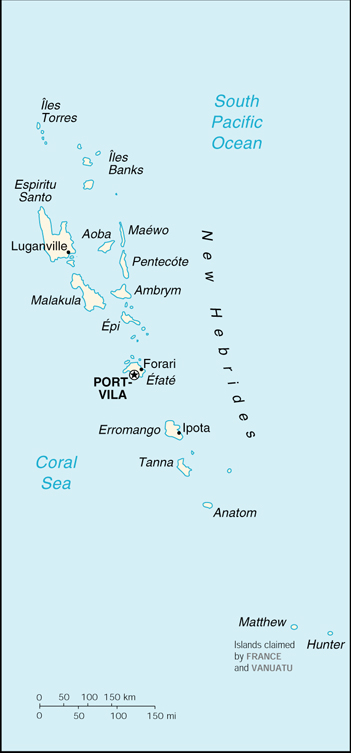 Îles
Torres
South
Pacific
Ocean
Îles
Banks
Espiritu
Santo
Luganville
Aoba
Maéwo
Pentecóte
Malakula
Ambrym
Épi
New Hebrides
Forari
PORT-
VILA
Éfaté
Erromango
Ipota
Coral
Sea
Tanna
Anatom
Matthew
Hunter
Islands claimed
by FRANCE
and VANUATU
0 50 100 150 km
0 50 100 150 mi